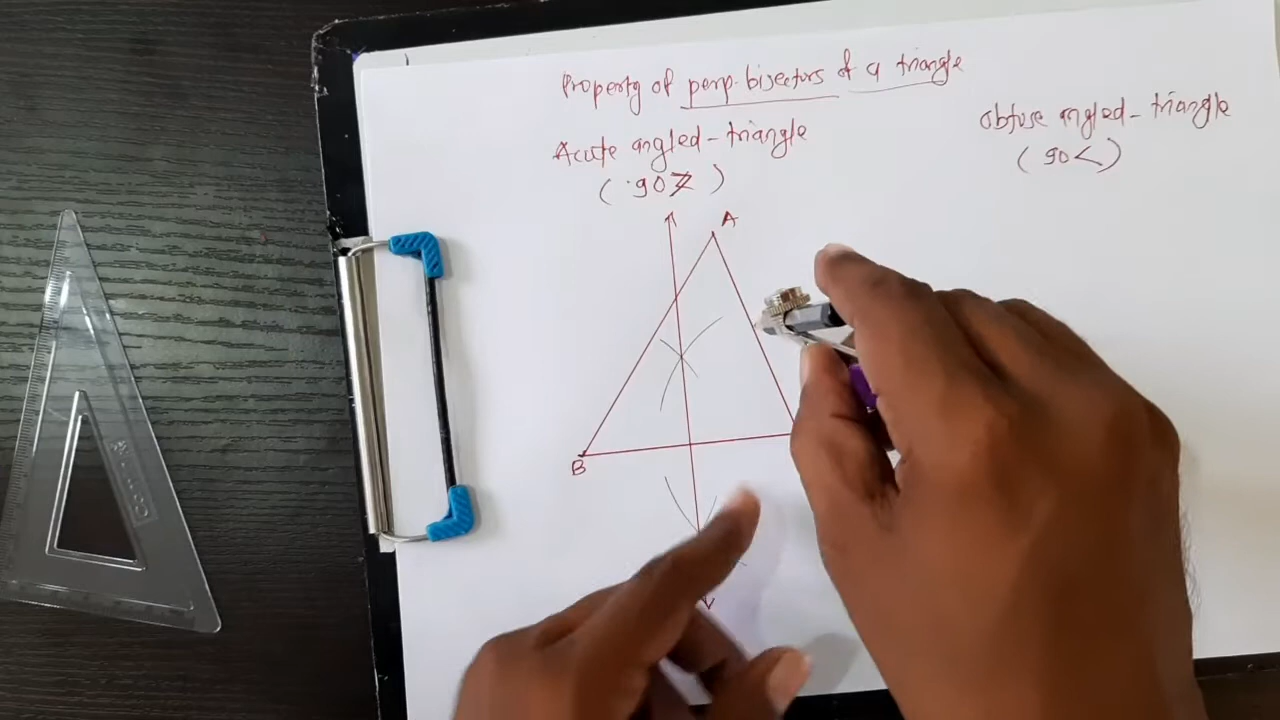 Property of perp. bisectors of a triangle
Acute angled-triangle
Obtuse angled-triangle
(90<)
A
B